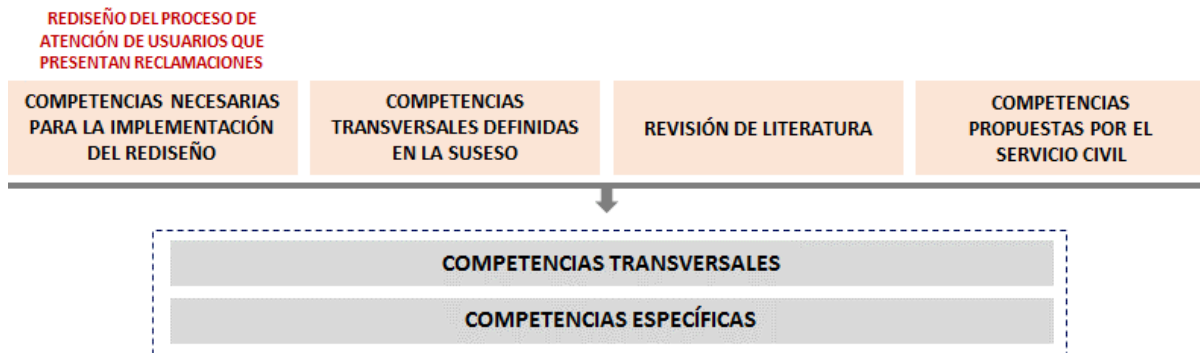 REDISEÑO DEL PROCESO DE
ATENCIÓN DE USUARIOS QUE
PRESENTAN RECLAMACIONES
COMPETENCIAS NECESARIAS
PARA LA IMPLEMENTACIÓN
DEL REDISEÑO
COMPETENCIAS
TRANSVERSALES DEFINIDAS
EN LA SUSESO
REVISIÓN DE LITERATURA
COMPETENCIAS
PROPUESTAS POR EL
SERVICIO CIVIL
COMPETENCIAS TRANSVERSALES
COMPETENCIAS ESPECÍFICAS